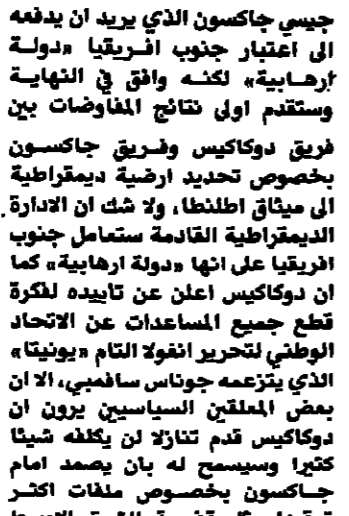 جيسي جاكسون الذي يريد ان يدفعه
الى اعتبار جنوب افريقيا «دولة
ارهابية» لكنه وافق في النهاية
وستقدم اولى نتائج المفاوضات بين
فريق دوكاكيس وفريق جاكسون
بخصوص تحديد ارضية ديمقراطية
الى ميثاق اطلنطا، ولا شك ان الادارة
الديمقراطية القادمة ستعامل جنوب
افريقيا على انها «دولة ارهابية» كما
ان دوكاكيس اعلن عن تاييده لفكرة
قطع جميع المساعدات عن الاتحاد
الوطني لتحرير انغولا التام «يونيتا»
الذي يتزعمه جوناس سافمبي، الا ان
بعض المعلقين السياسيين يرون ان
دوكاكيس قدم تنازلا لن يكلفه شيئا
كثيرا وسيسمح له بان يصمد امام
جاكسون بخصوص ملفات اكثر